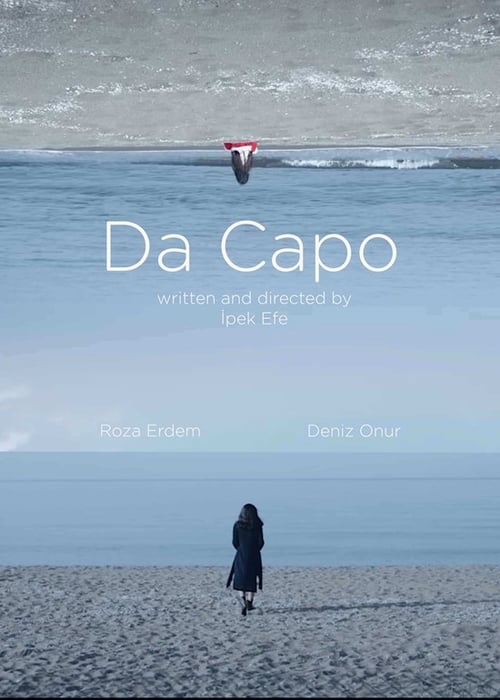 Da Capo
written and directed by
İpek Efe
Roza Erdem Deniz Onur